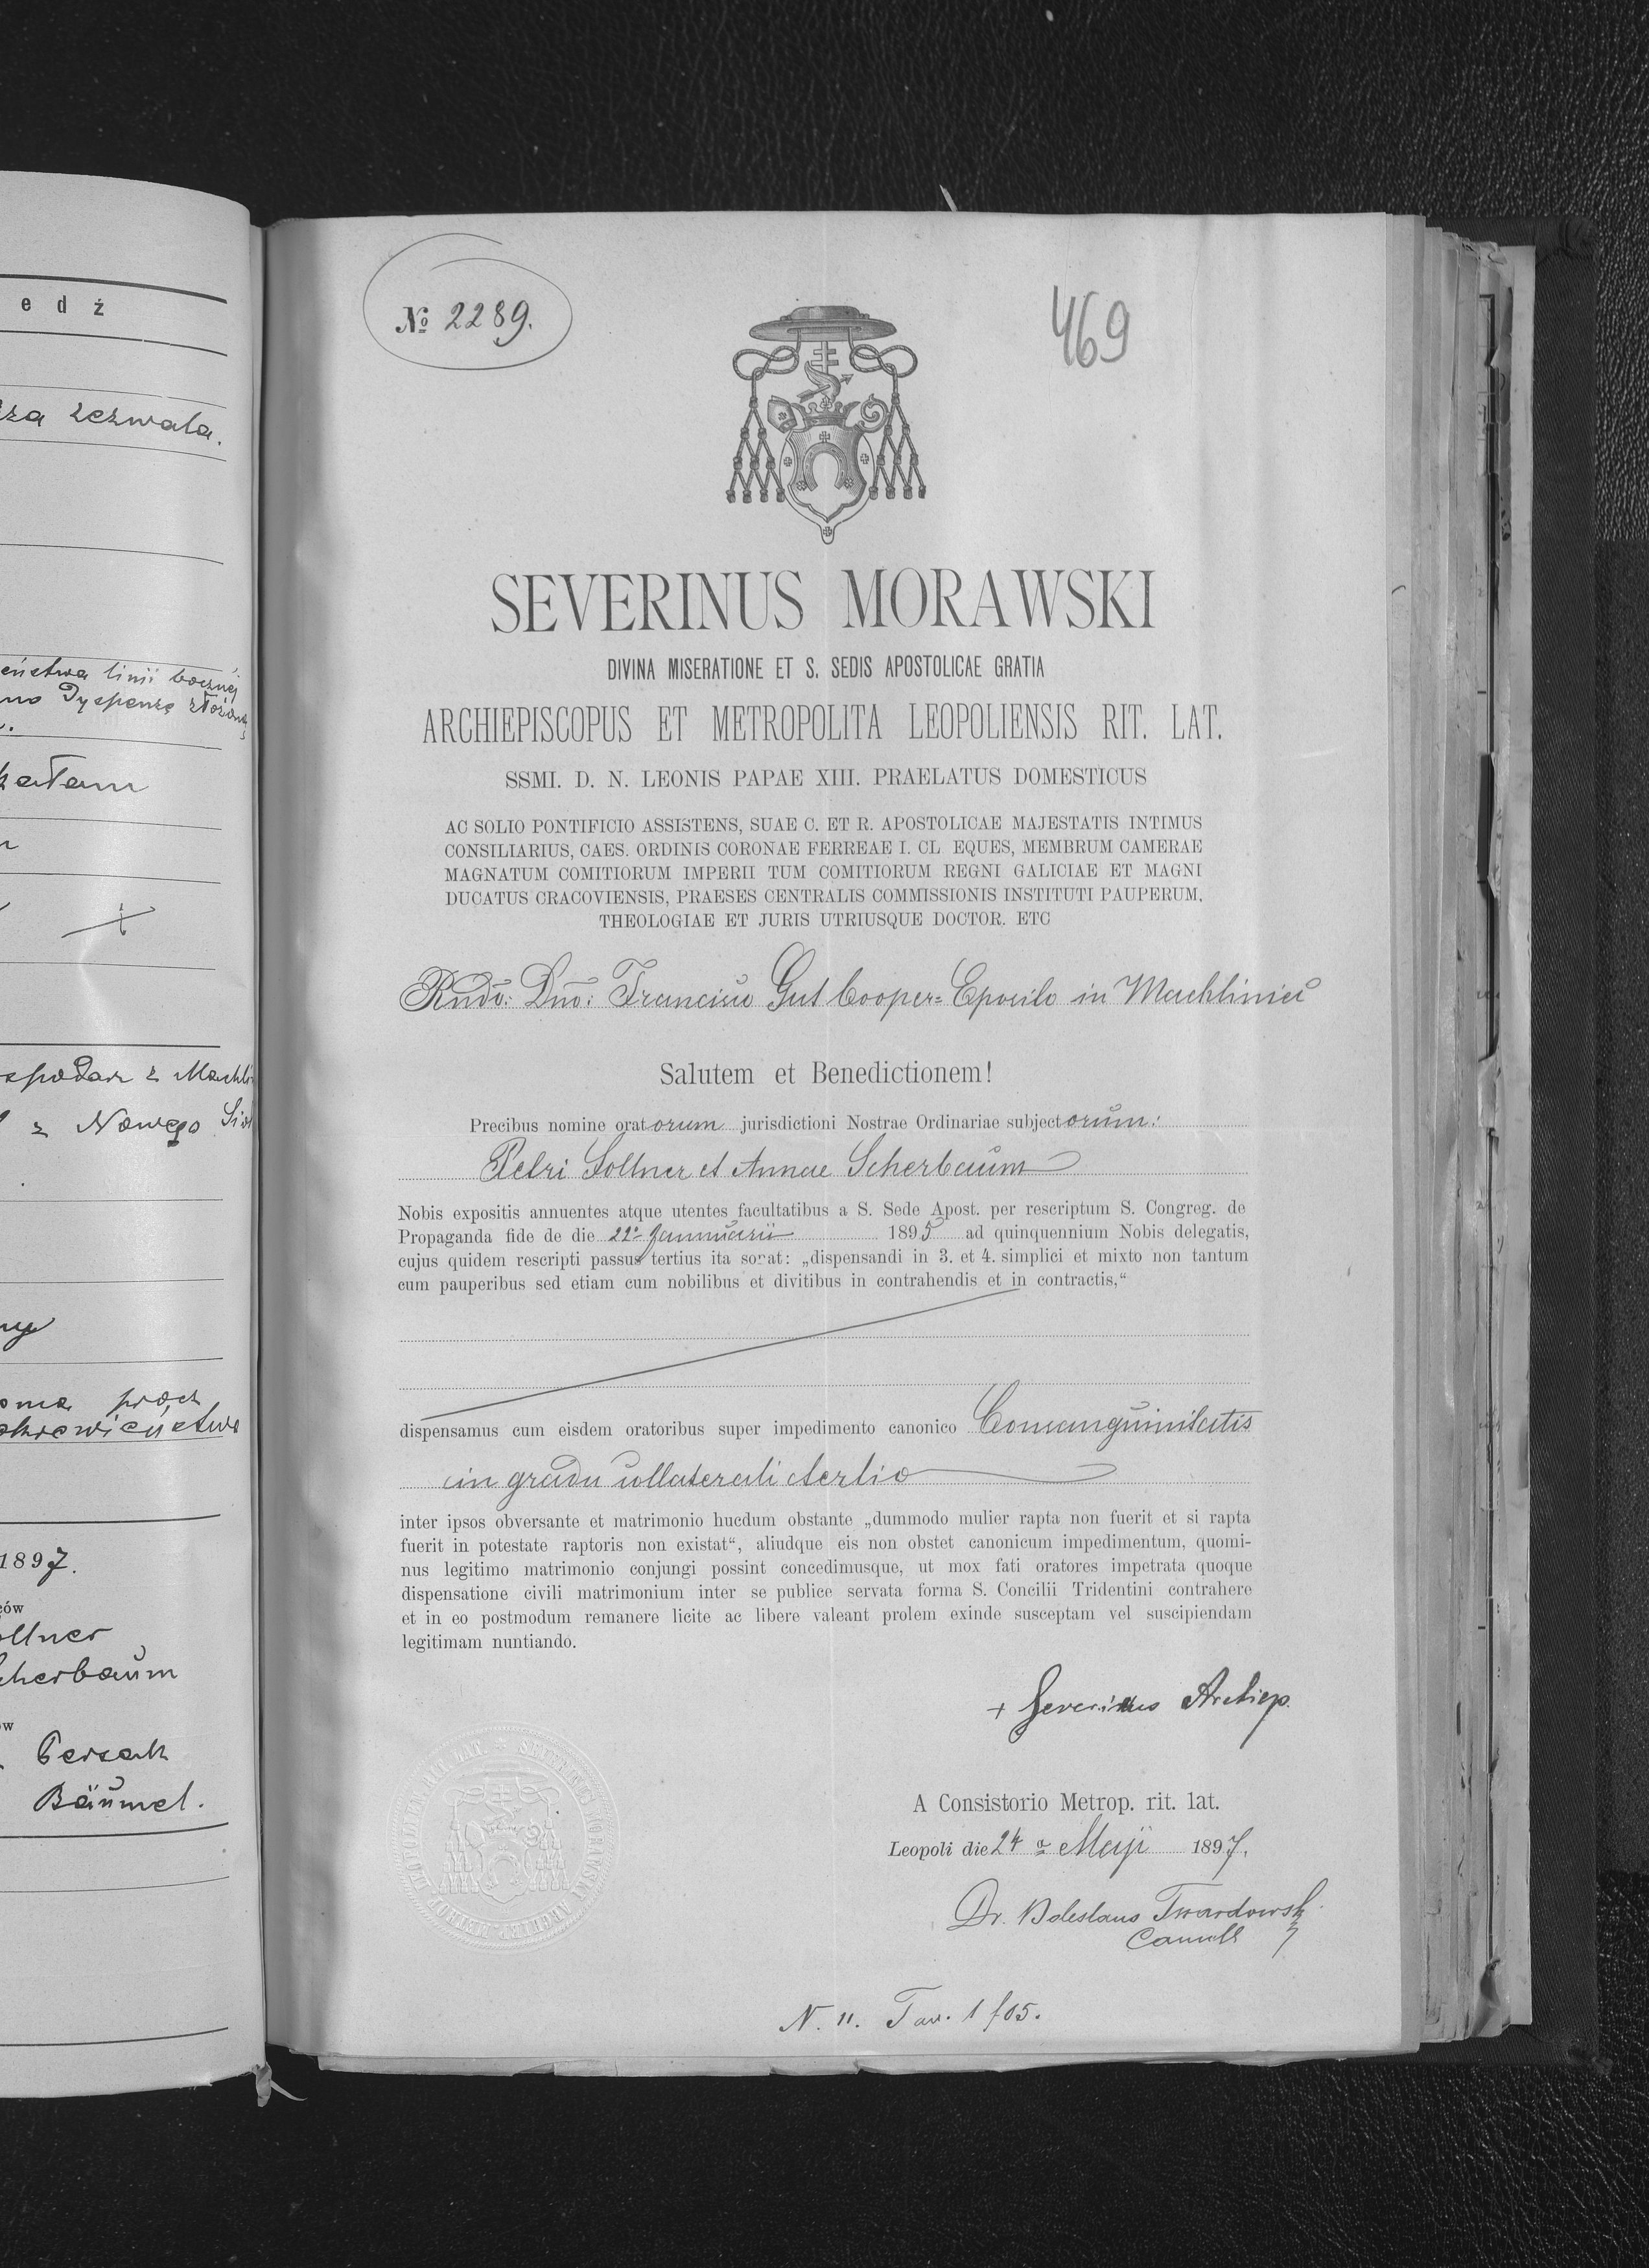 e d ż
zezwala.
linii bocznej
Dyspenzę
z
z Nowego
1897.
ollner
cherbaum
Bäumel.
№ 2289.
469
SEVERINUS MORAWSKI
DIVINA MISERATIONE ET S. SEDIS APOSTOLICAE GRATIA
ARCHIEPISCOPUS ET METROPOLITA LEOPOLIENSIS RIT. LAT.
SSMI. D. N. LEONIS PAPAE XIII. PRAELATUS DOMESTICUS
AC SOLIO PONTIFICIO ASSISTENS, SUAE C. ET R. APOSTOLICAE MAJESTATIS INTIMUS
CONSILIARIUS, CAES. ORDINIS CORONAE FERREAE I. CL EQUES, MEMBRUM CAMERAE
MAGNATUM COMITIORUM IMPERII TUM COMITIORUM REGNI GALICIAE ET MAGNI
DUCATUS CRACOVIENSIS, PRAESES CENTRALIS COMMISSIONIS INSTITUTI PAUPERUM,
THEOLOGIAE ET JURIS UTRIUSQUE DOCTOR. ETC
Rndo: Dno: Francisco Gut Cooper= Exposito in Machliniec
Salutem et Benedictionem!
Precibus nomine oratorum jurisdictioni Nostrae Ordinariae subjectorum:
Petri Sollner et Annae Scherbaum
Nobis expositis annuentes atque utentes facultatibus a S. Sede Apost. per rescriptum S. Congreg. de
Propaganda fide de die 22a Jannuarii 1895 ad quinquennium Nobis delegatis,
cujus quidem rescripti passus tertius ita sonat: „dispensandi in 3. et 4. simplici et mixto non tantum
cum pauperibus sed etiam cum nobilibus et divitibus in contrahendis et in contractis,“
dispensamus cum eisdem oratoribus super impedimento canonico Consanguinitatis
in gradu collaterali tertio
inter ipsos obversante et matrimonio hucdum obstante „dummodo mulier rapta non fuerit et si rapta
fuerit in potestate raptoris non existat“, aliudque eis non obstet canonicum impedimentum, quomi-
nus legitimo matrimonio conjungi possint concedimusque, ut mox fati oratores impetrata quoque
dispensatione civili matrimonium inter se publice servata forma S. Concilii Tridentini contrahere
et in eo postmodum remanere licite ac libere valeant prolem exinde susceptam vel suscipiendam
legitimam nuntiando.
+ Severinus Archiep.
A Consistorio Metrop. rit. lat.
Leopoli die 24 a Maji 1897.
Dr. Boleslaus Twardowski
Cancell
N. 11. Tax. 1 f 05.